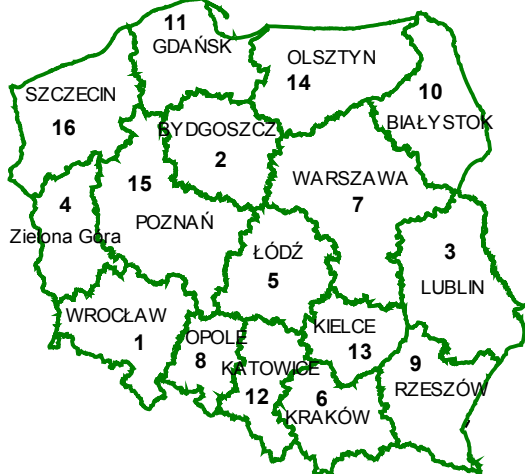 11
GDAŃSK
OLSZTYN
14
SZCZECIN
16
10
BIAŁYSTOK
BYDGOSZCZ
2
15
POZNAŃ
WARSZAWA
7
4
Zielona Góra
ŁÓDŹ
5
3
LUBLIN
WROCŁAW
1
OPOLE
8
KIELCE
13
KATOWICE
12
9
RZESZÓW
6
KRAKÓW